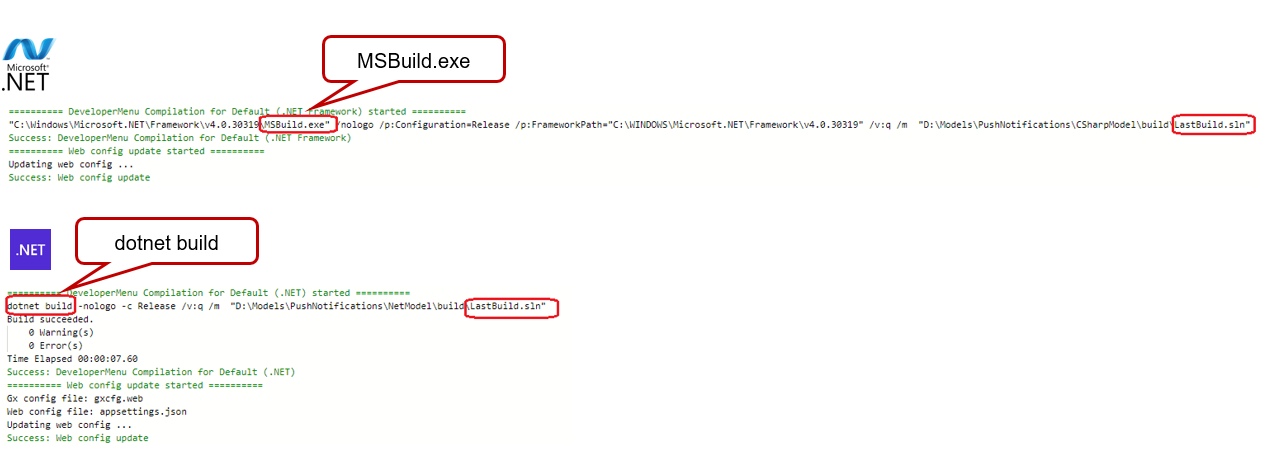 MSBuild.exe
Microsoft®
.NET
========== DeveloperMenu Compilation for Default (.NET Framework) started ==========
"C:\Windows\Microsoft.NET\Framework\v4.0.30319\MSBuild.exe" /nologo /p:Configuration=Release /p:FrameworkPath="C:\WINDOWS\Microsoft.NET\Framework\v4.0.30319" /v:q /m  "D:\Models\PushNotifications\CSharpModel\build\LastBuild.sln"
Success: DeveloperMenu Compilation for Default (.NET Framework)
========== Web config update started ==========
Updating web config ...
Success: Web config update
.NET
dotnet build
========== DeveloperMenu Compilation for Default (.NET) started ==========
dotnet build -nologo -c Release /v:q /m  "D:\Models\PushNotifications\NetModel\build\LastBuild.sln"
Build succeeded.
0 Warning(s)
0 Error(s)
Time Elapsed 00:00:07.60
Success: DeveloperMenu Compilation for Default (.NET)
========== Web config update started ==========
Gx config file: gxcfg.web
Web config file: appsettings.json
Updating web config ...
Success: Web config update